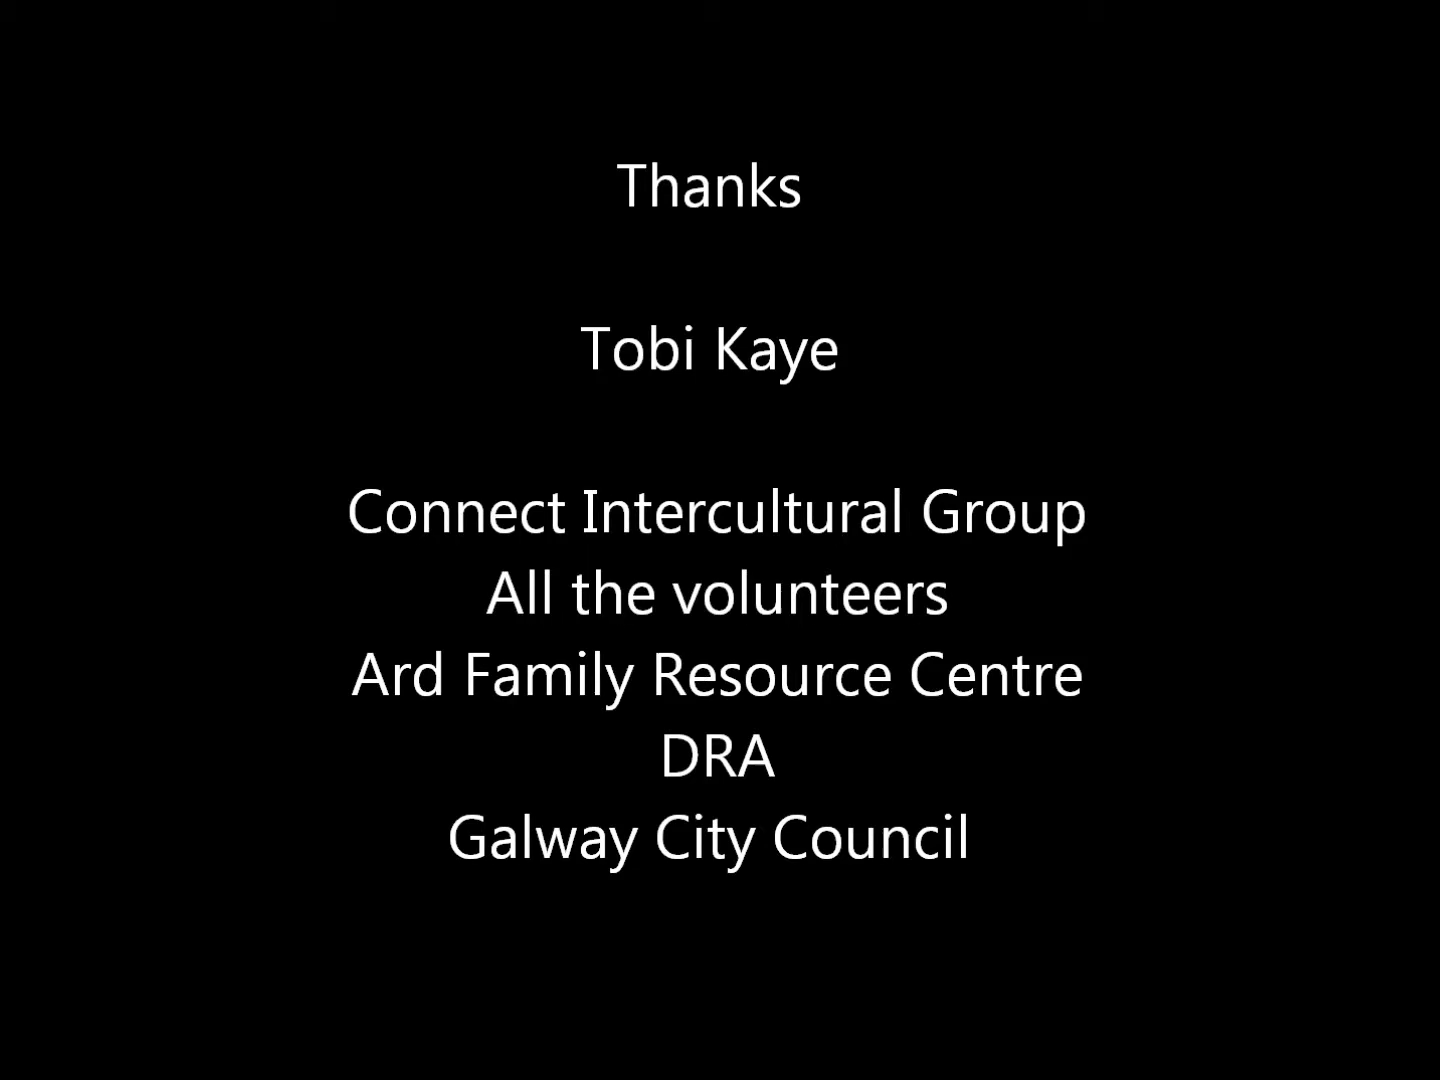 Thanks
Tobi Kaye
Connect Intercultural Group
All the volunteers
Ard Family Resource Centre
DRA
Galway City Council